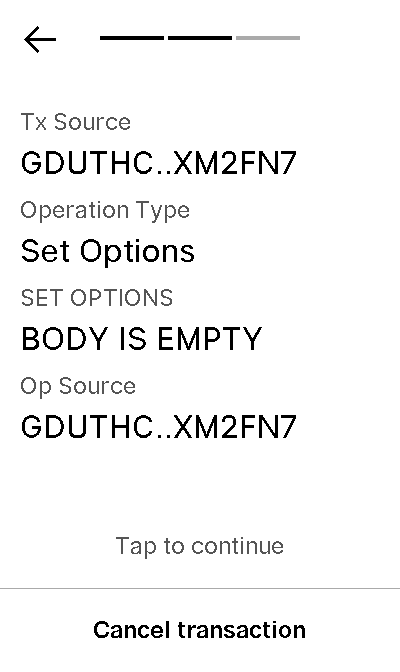 Tx Source
GDUTHC..XM2FN7
Operation Type
Set Options
SET OPTIONS
BODY IS EMPTY
Op Source
GDUTHC..XM2FN7
Tap to continue
Cancel transaction